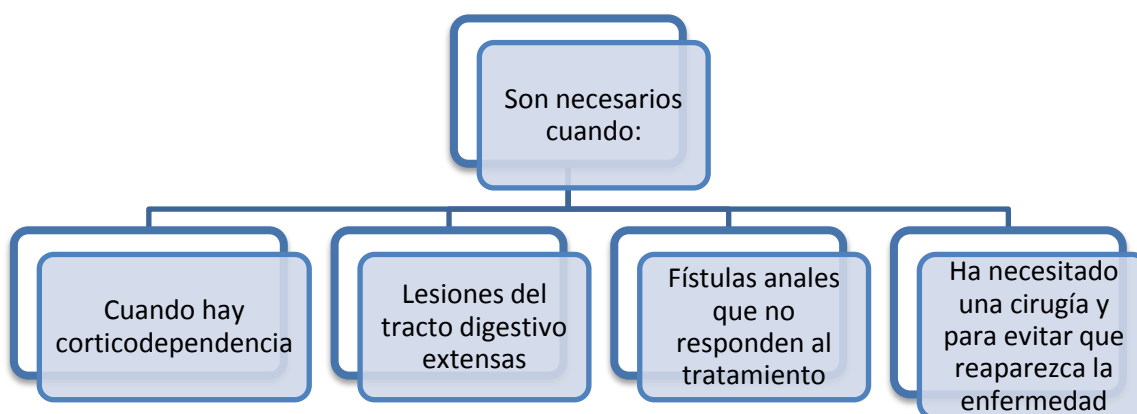 Son necesarios
cuando:
Cuando hay
corticodependencia
Lesiones del
tracto digestivo
extensas
Fístulas anales
que no
responden al
tratamiento
Ha necesitado
una cirugía y
para evitar que
reaparezca la
enfermedad